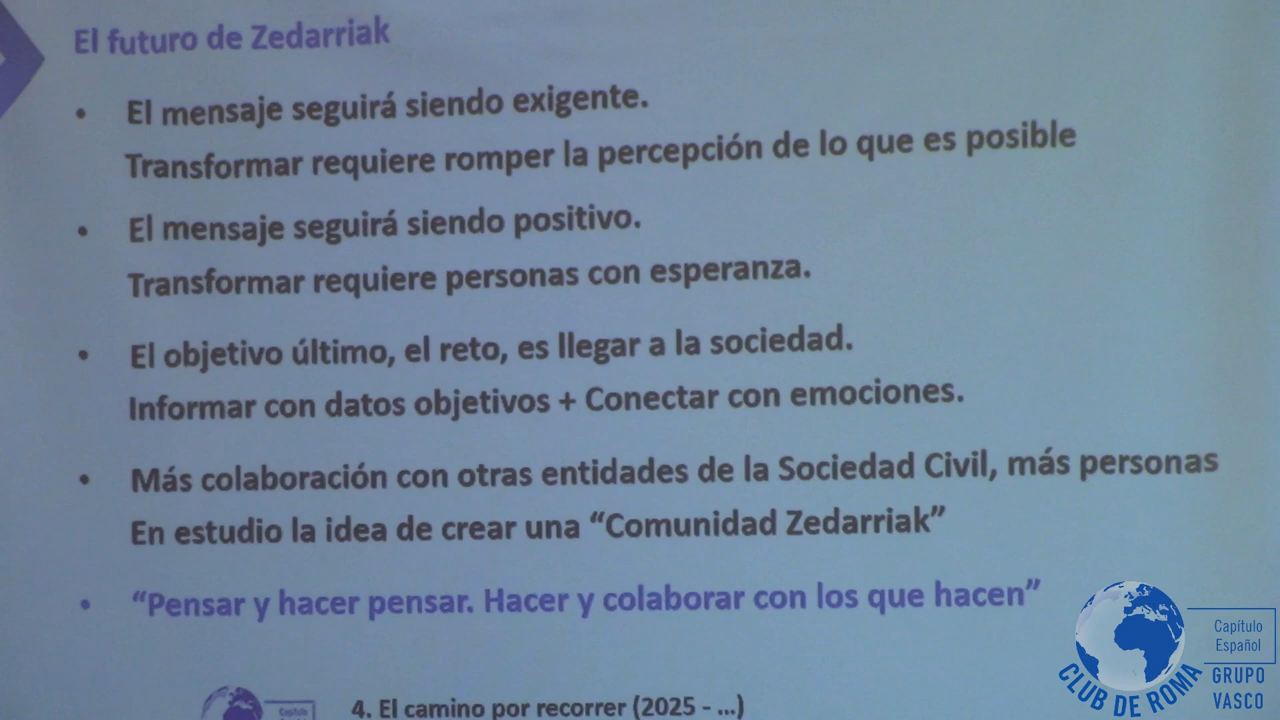 El futuro de Zedarriak
• El mensaje seguirá siendo exigente.
Transformar requiere romper la percepción de lo que es posible
• El mensaje seguirá siendo positivo.
Transformar requiere personas con esperanza.
• El objetivo último, el reto, es llegar a la sociedad.
Informar con datos objetivos + Conectar con emociones.
• Más colaboración con otras entidades de la Sociedad Civil, más personas
En estudio la idea de crear una “Comunidad Zedarriak”
• “Pensar y hacer pensar. Hacer y colaborar con los que hacen”
Capítulo
4. El camino por recorrer (2025 - ...)
CLUB DE ROMA
Capítulo
Español
GRUPO
VASCO